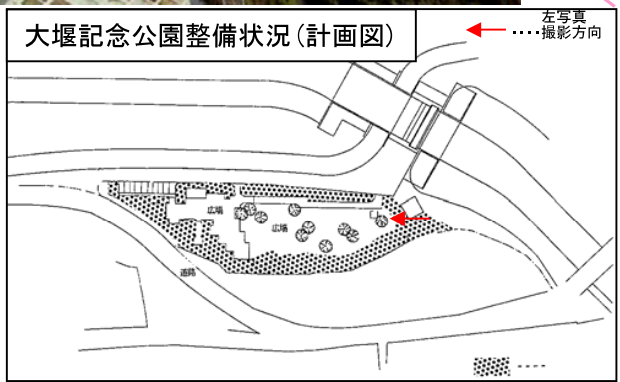 大堰記念公園整備状況(計画図)
左写真
‥‥撮影方向
広場
広場
道路